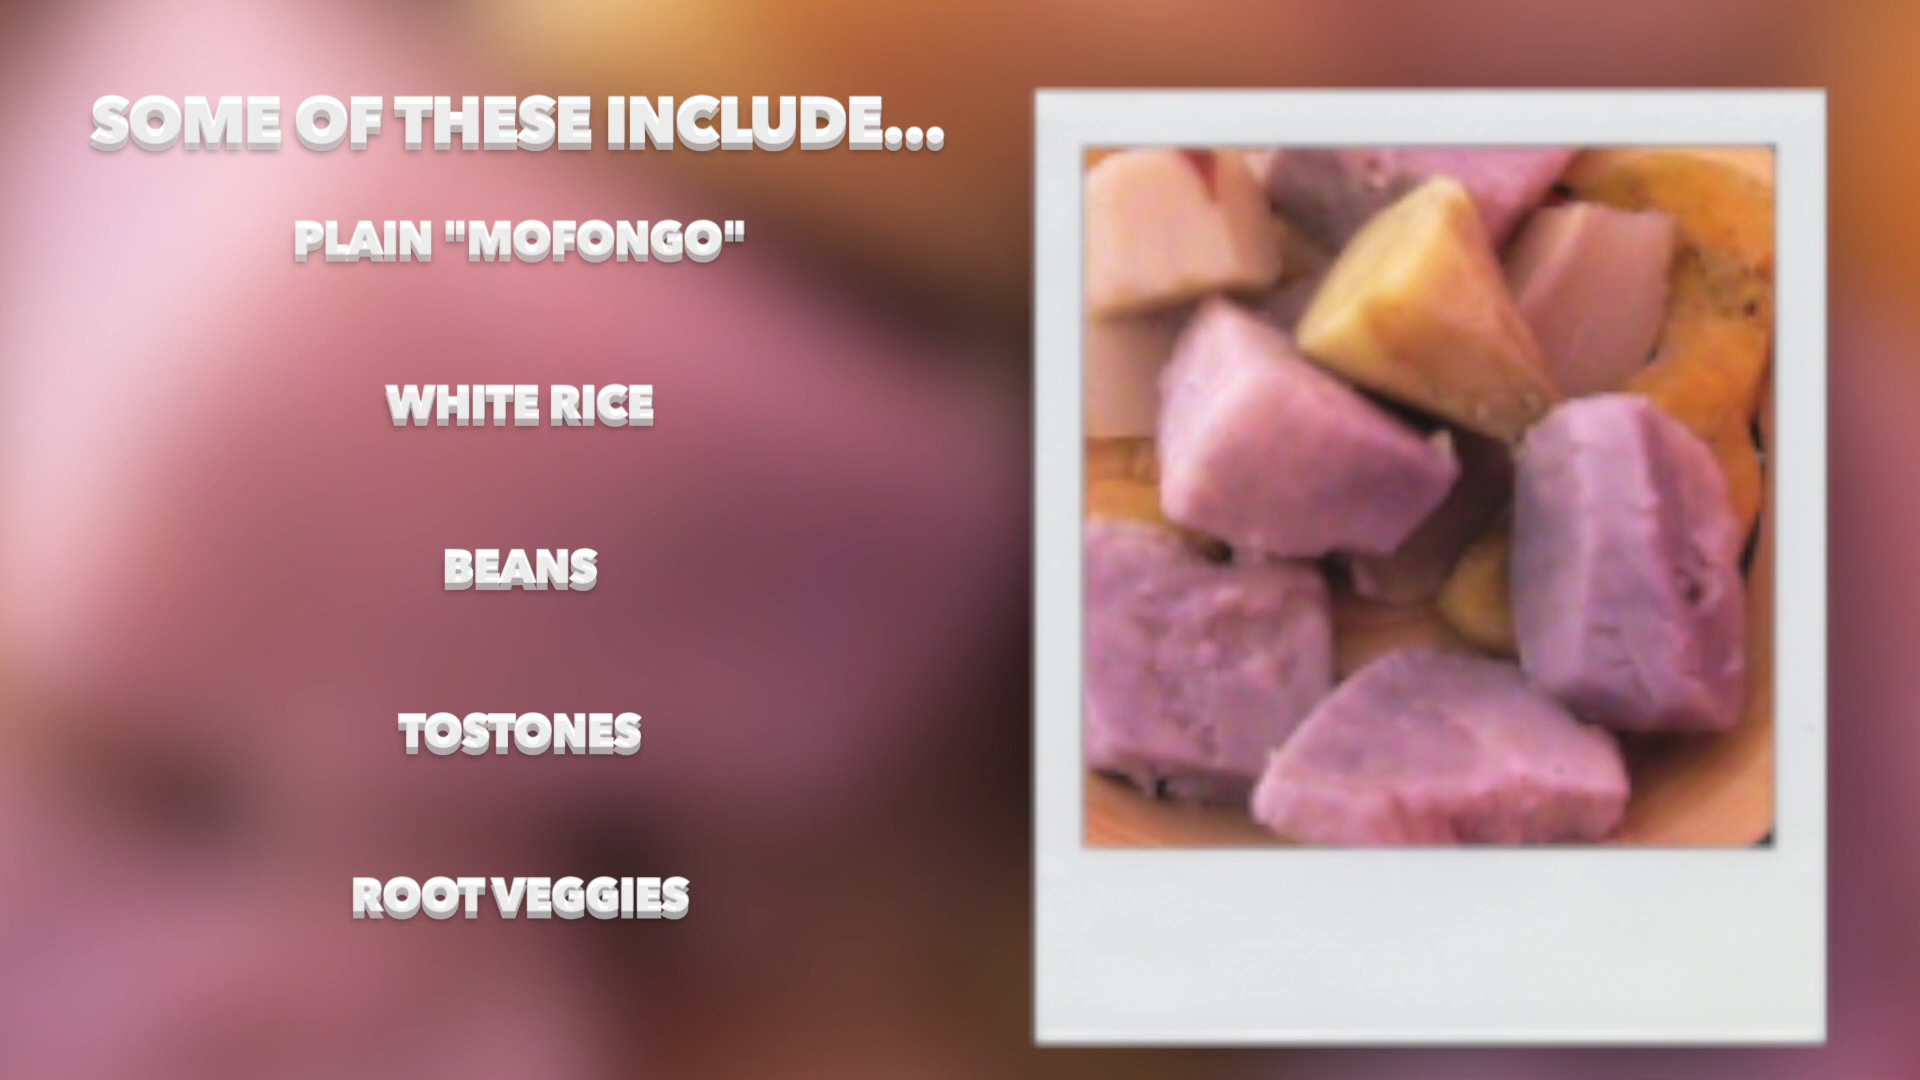 SOME OF THESE INCLUDE...
PLAIN "MOFONGO"
WHITE RICE
BEANS
TOSTONES
ROOT VEGGIES